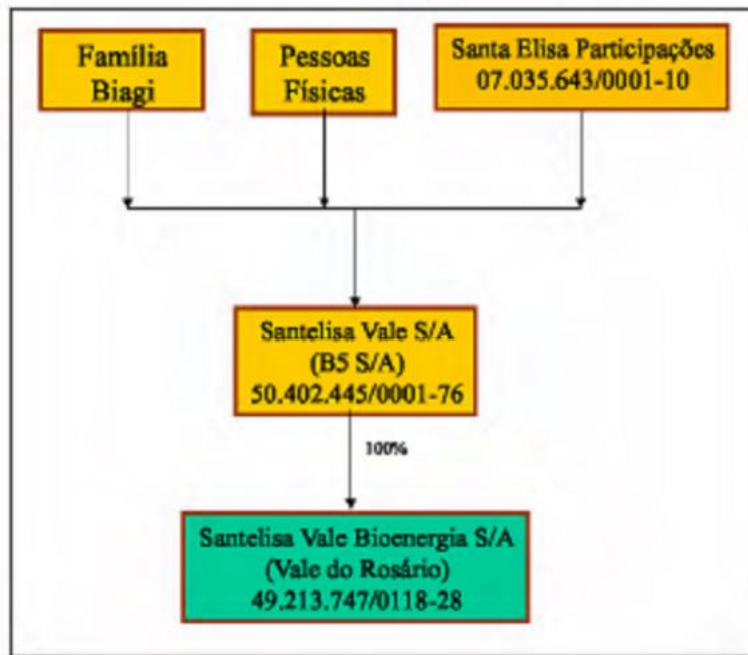 Família
Biagi
Pessoas
Físicas
Santa Elisa Participações
07.035.643/0001-10
Santelisa Vale S/A
(B5 S/A)
50.402.445/0001-76
100%
Santelisa Vale Bioenergia S/A
(Vale do Rosário)
49.213.747/0118-28